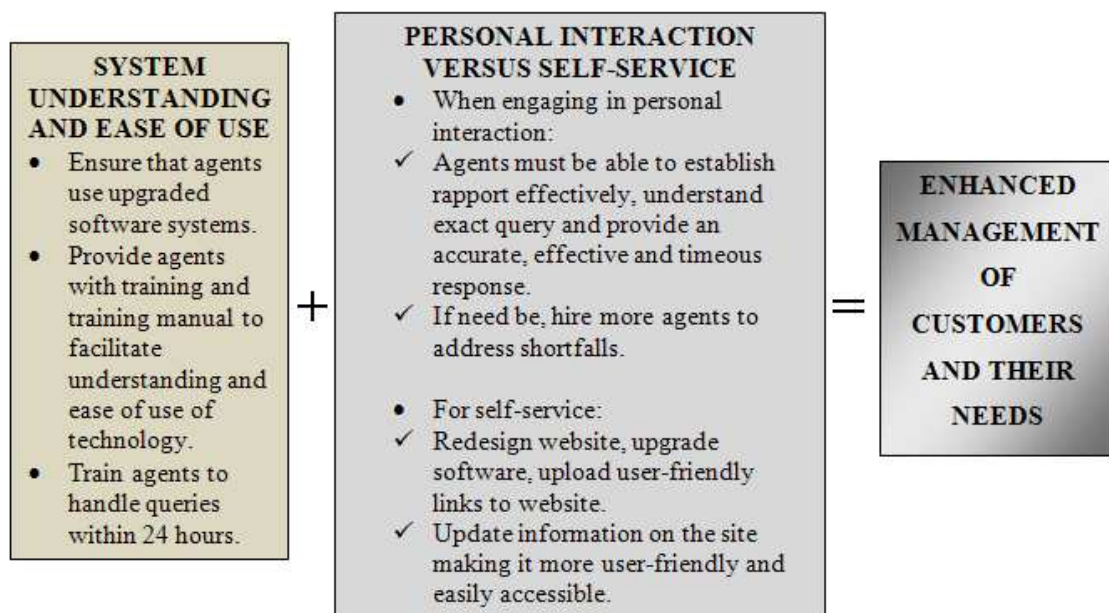 SYSTEM
UNDERSTANDING
AND EASE OF USE
• Ensure that agents
use upgraded
software systems.
• Provide agents
with training and
training manual to
facilitate
understanding and
ease of use of
technology.
• Train agents to
handle queries
within 24 hours.
+
PERSONAL INTERACTION
VERSUS SELF-SERVICE
• When engaging in personal
interaction:
✓ Agents must be able to establish
rapport effectively, understand
exact query and provide an
accurate, effective and timeous
response.
✓ If need be, hire more agents to
address shortfalls.
• For self-service:
✓ Redesign website, upgrade
software, upload user-friendly
links to website.
✓ Update information on the site
making it more user-friendly and
easily accessible.
=
ENHANCED
MANAGEMENT
OF
CUSTOMERS
AND THEIR
NEEDS